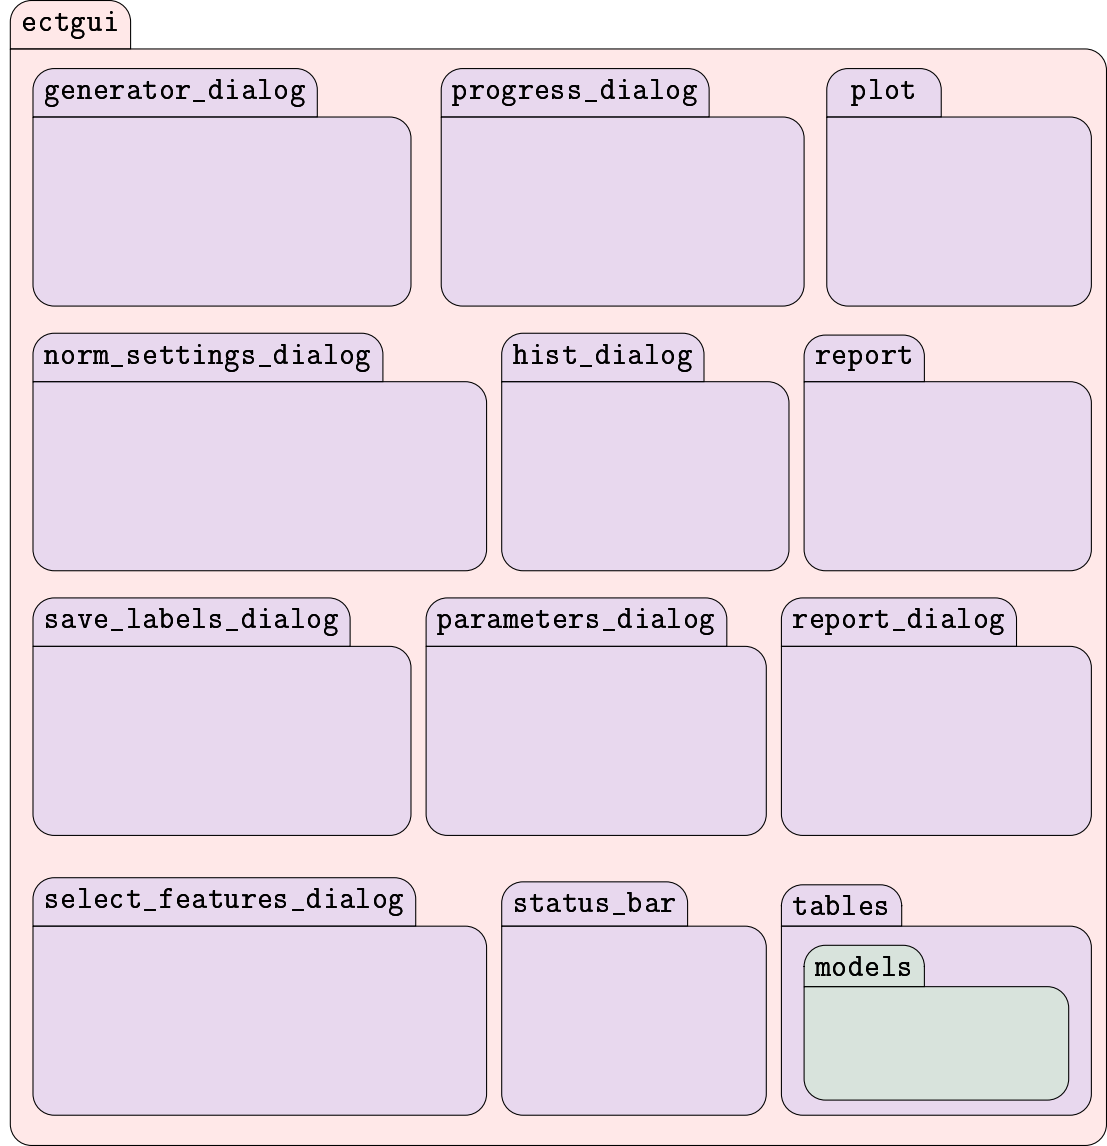 ectgui
generator_dialog
progress_dialog
plot
norm_settings_dialog
hist_dialog
report
save_labels_dialog
parameters_dialog
report_dialog
select_features_dialog
status_bar
tables
models